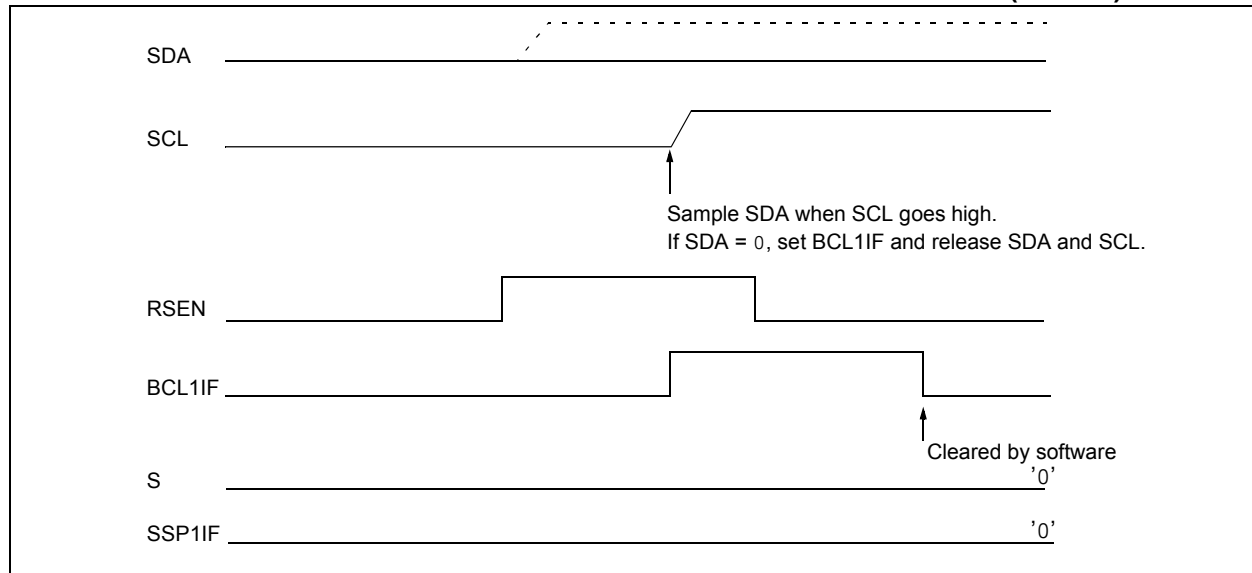 SDA
SCL
Sample SDA when SCL goes high.
If SDA = 0, set BCL1IF and release SDA and SCL.
RSEN
BCL1IF
Cleared by software
S
'0'
SSP1IF
'0'